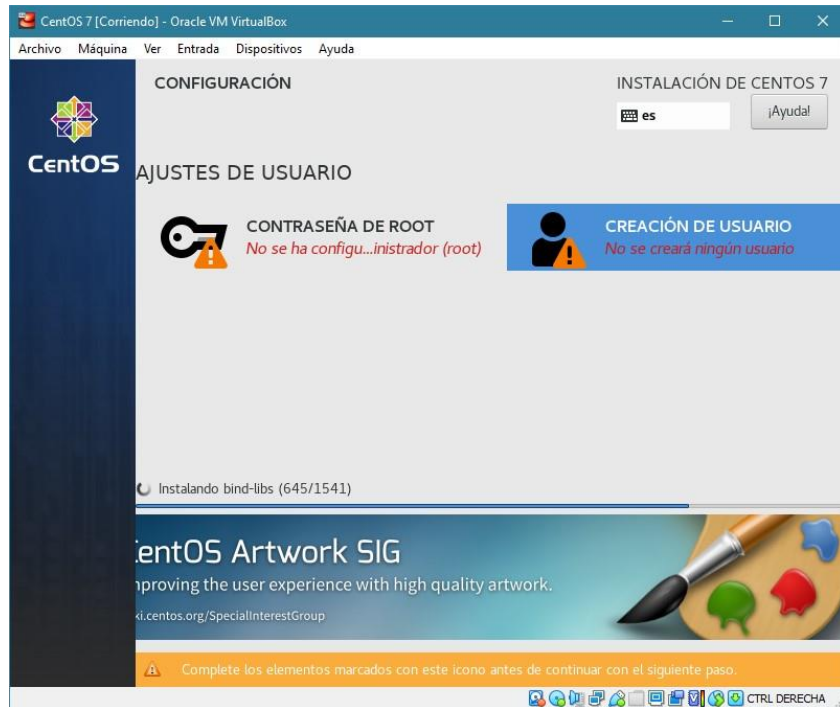 CentOS 7 [Corriendo] - Oracle VM VirtualBox
Archivo Máquina Ver Entrada Dispositivos Ayuda
CONFIGURACIÓN
INSTALACIÓN DE CENTOS 7
es
¡Ayuda!
CentOS
AJUSTES DE USUARIO
CONTRASEÑA DE ROOT
No se ha configu...inistrador (root)
CREACIÓN DE USUARIO
No se creará ningún usuario
Instalando bind-libs (645/1541)
entOS Artwork SIG
nproving the user experience with high quality artwork.
ki.centos.org/SpecialInterestGroup
Complete los elementos marcados con este icono antes de continuar con el siguiente paso.
CTRL DERECHA